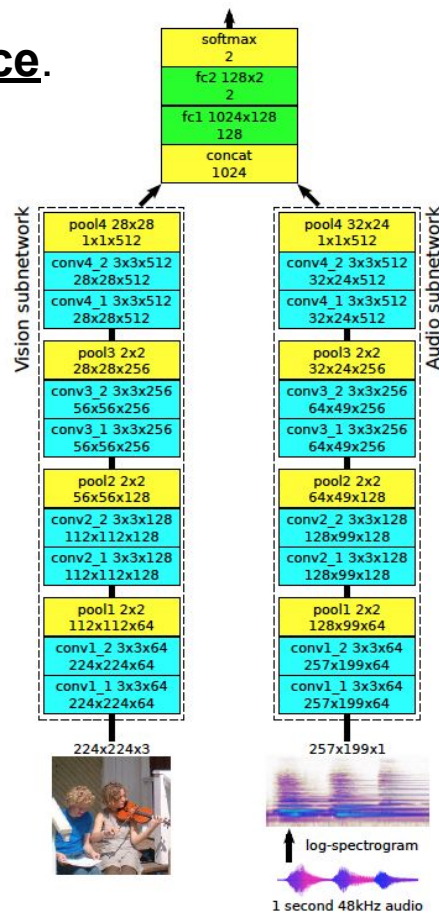 ce.
softmax
2
fc2 128x2
2
fc1 1024x128
128
concat
1024
Vision subnetwork
pool4 28x28
1x1x512
conv4_2 3x3x512
28x28x512
conv4_1 3x3x512
28x28x512
pool3 2x2
28x28x256
conv3_2 3x3x256
56x56x256
conv3_1 3x3x256
56x56x256
pool2 2x2
56x56x128
conv2_2 3x3x128
112x112x128
conv2_1 3x3x128
112x112x128
pool1 2x2
112x112x64
conv1_2 3x3x64
224x224x64
conv1_1 3x3x64
224x224x64
224x224x3
Audio subnetwork
pool4 32x24
1x1x512
conv4_2 3x3x512
32x24x512
conv4_1 3x3x512
32x24x512
pool3 2x2
32x24x256
conv3_2 3x3x256
64x49x256
conv3_1 3x3x256
64x49x256
pool2 2x2
64x49x128
conv2_2 3x3x128
128x99x128
conv2_1 3x3x128
128x99x128
pool1 2x2
128x99x64
conv1_2 3x3x64
257x199x64
conv1_1 3x3x64
257x199x64
257x199x1
log-spectrogram
1 second 48kHz audio